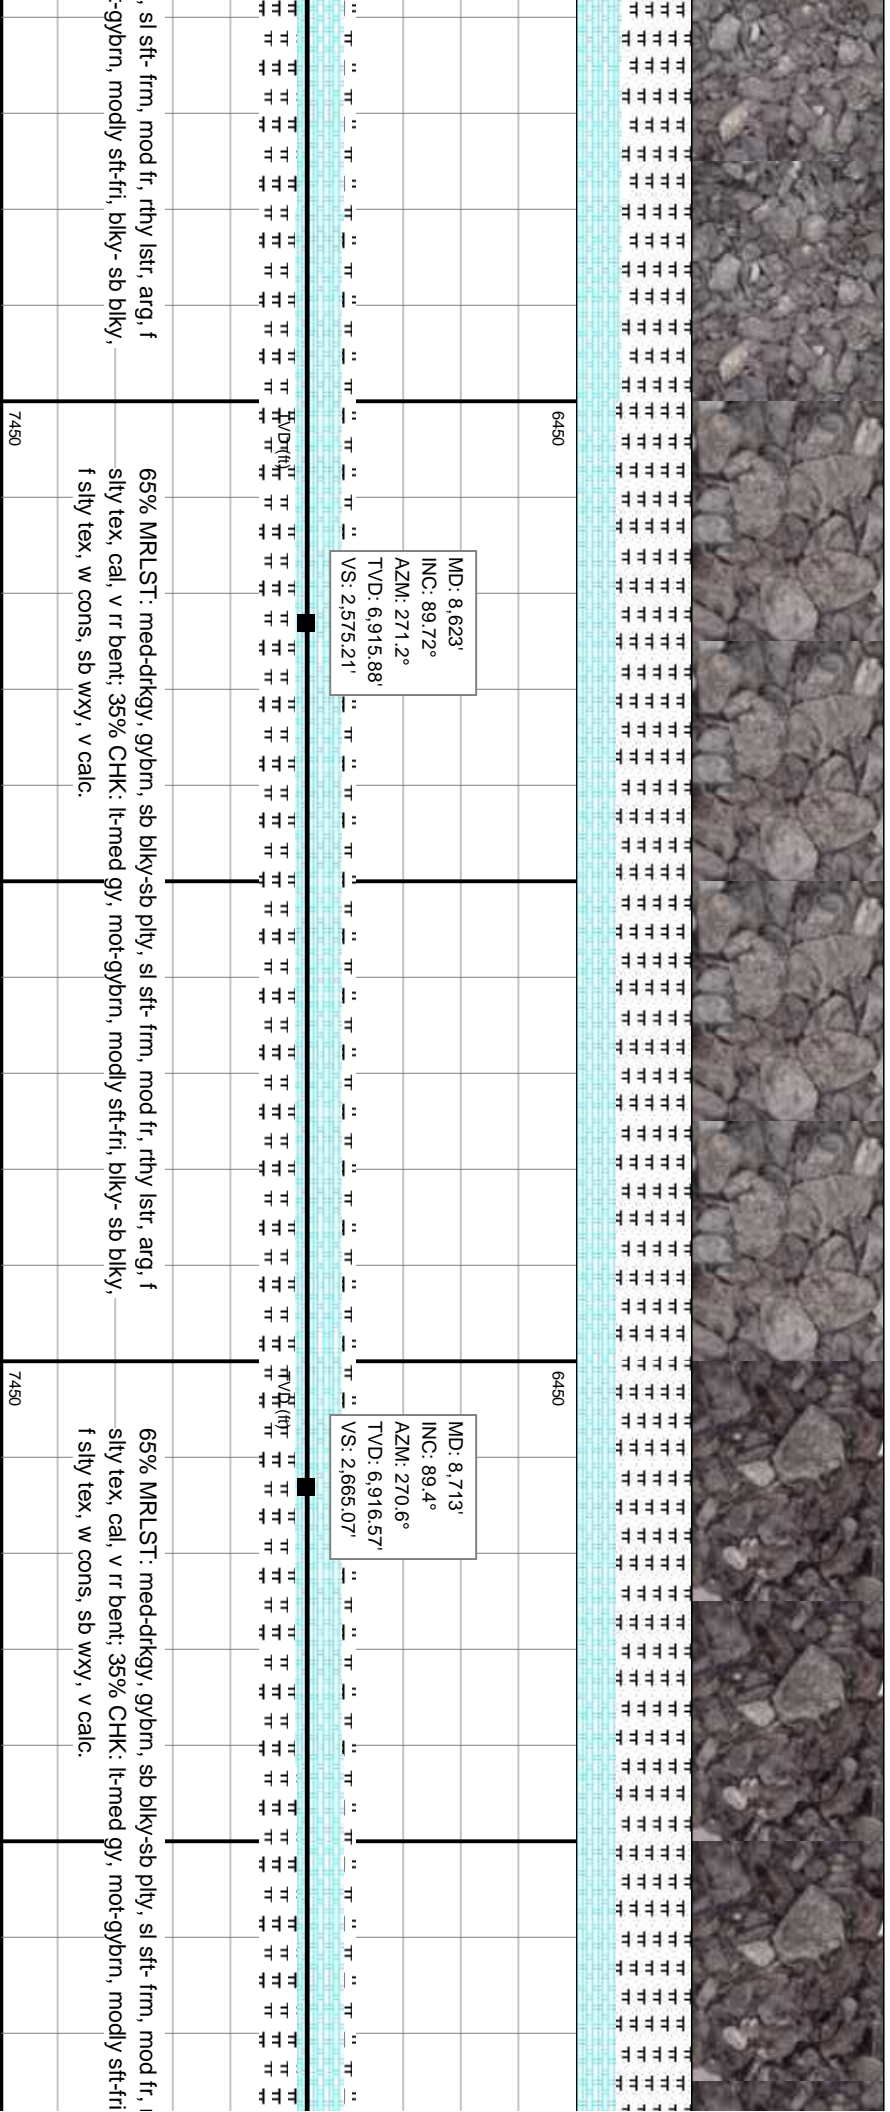 , sl sft- frm, mod fr, rthy lstr, arg, f
-gybrn, modly sft-fri, blky- sb blky,
6450
TVD (ft)
7450
MD: 8,623'
INC: 89.72°
AZM: 271.2°
TVD: 6,915.88'
VS: 2,575.21'
65% MRLST: med-drkgy, gybrn, sb blky-sb plty, sl sft- frm, mod fr, rthy lstr, arg, f
slty tex, cal, v rr bent; 35% CHK: lt-med gy, mot-gybrn, modly sft-fri, blky- sb blky,
f slty tex, w cons, sb wxy, v calc.
6450
TVD (ft)
7450
MD: 8,713'
INC: 89.4°
AZM: 270.6°
TVD: 6,916.57'
VS: 2,665.07'
65% MRLST: med-drkgy, gybrn, sb blky-sb plty, sl sft- frm, mod fr,
slty tex, cal, v rr bent; 35% CHK: lt-med gy, mot-gybrn, modly sft-fri
f slty tex, w cons, sb wxy, v calc.